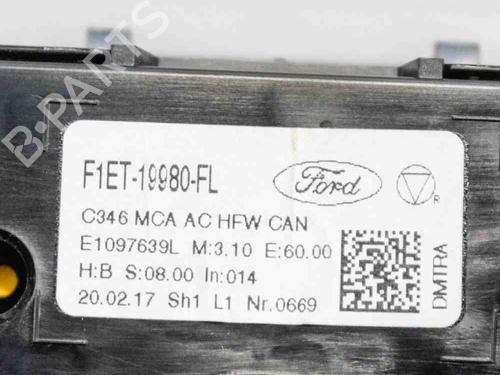 B-PARTS
F1ET-19980-FL
Ford
R
C346 MCA AC HFW CAN
E1097639L M:3.10 E:60.00
H:B S:08.00 In:014
20.02.17 Sh1 L1 Nr.0669
DMTRA